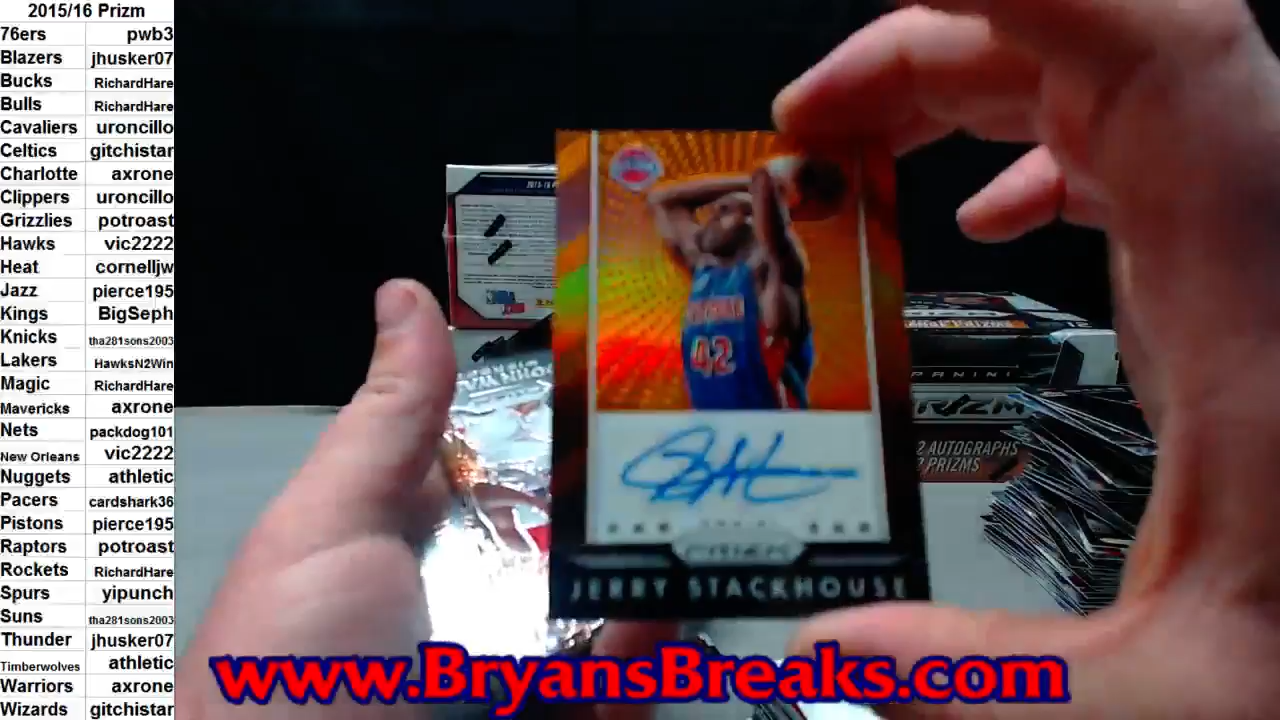 2015/16 Prizm
76ers pwb3
Blazers jhusker07
Bucks RichardHare
Bulls RichardHare
Cavaliers uroncillo
Celtics gitchistar
Charlotte axrone
Clippers uroncillo
Grizzlies potroast
Hawks vic2222
Heat cornelljw
Jazz pierce195
Kings BigSeph
Knicks tha281sons2003
Lakers HawksN2Win
Magic RichardHare
Mavericks axrone
Nets packdog101
New Orleans vic2222
Nuggets athletic
Pacers cardshark36
Pistons pierce195
Raptors potroast
Rockets RichardHare
Spurs yipunch
Suns tha281sons2003
Thunder jhusker07
Timberwolves athletic
Warriors axrone
Wizards gitchistar
42
PRIZM
JERRY STACKHOUSE
PANINI
2 AUTOGRAPHS
PRIZMS
www.BryansBreaks.com